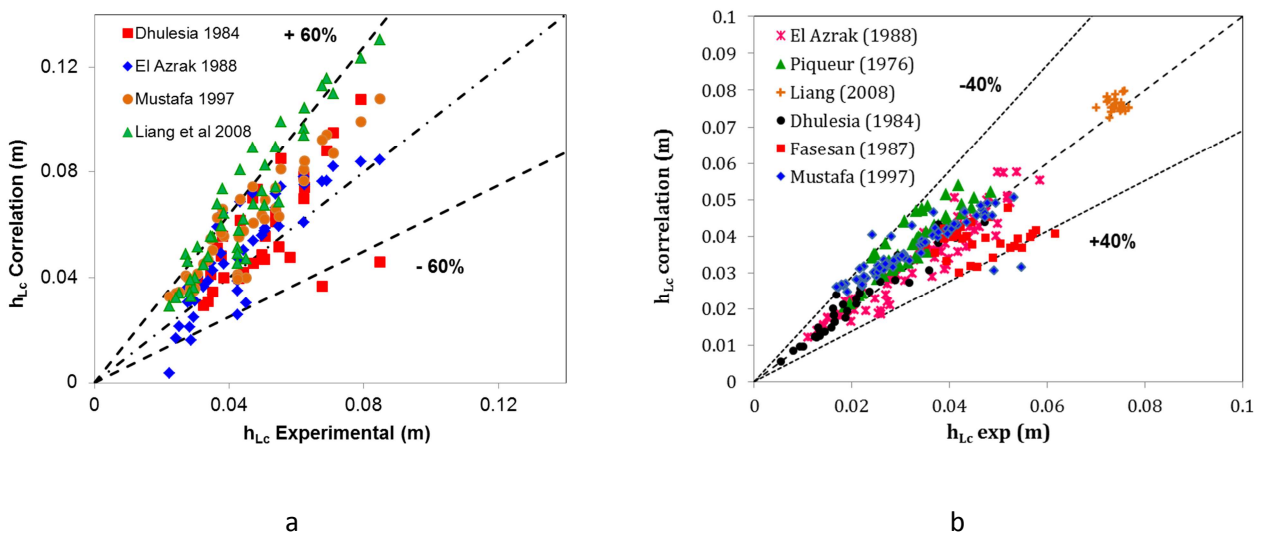 Dhulesia 1984
El Azrak 1988
Mustafa 1997
Liang et al 2008
+ 60%
- 60%
0.12
0.08
0.04
0
0
0.04
0.08
0.12
hLc Correlation (m)
hLc Experimental (m)
a
El Azrak (1988)
Piqueur (1976)
Liang (2008)
Dhulesia (1984)
Fasesan (1987)
Mustafa (1997)
-40%
+40%
0.1
0.09
0.08
0.07
0.06
0.05
0.04
0.03
0.02
0.01
0
0
0.02
0.04
0.06
0.08
0.1
hLc correlation (m)
hLc exp (m)
b